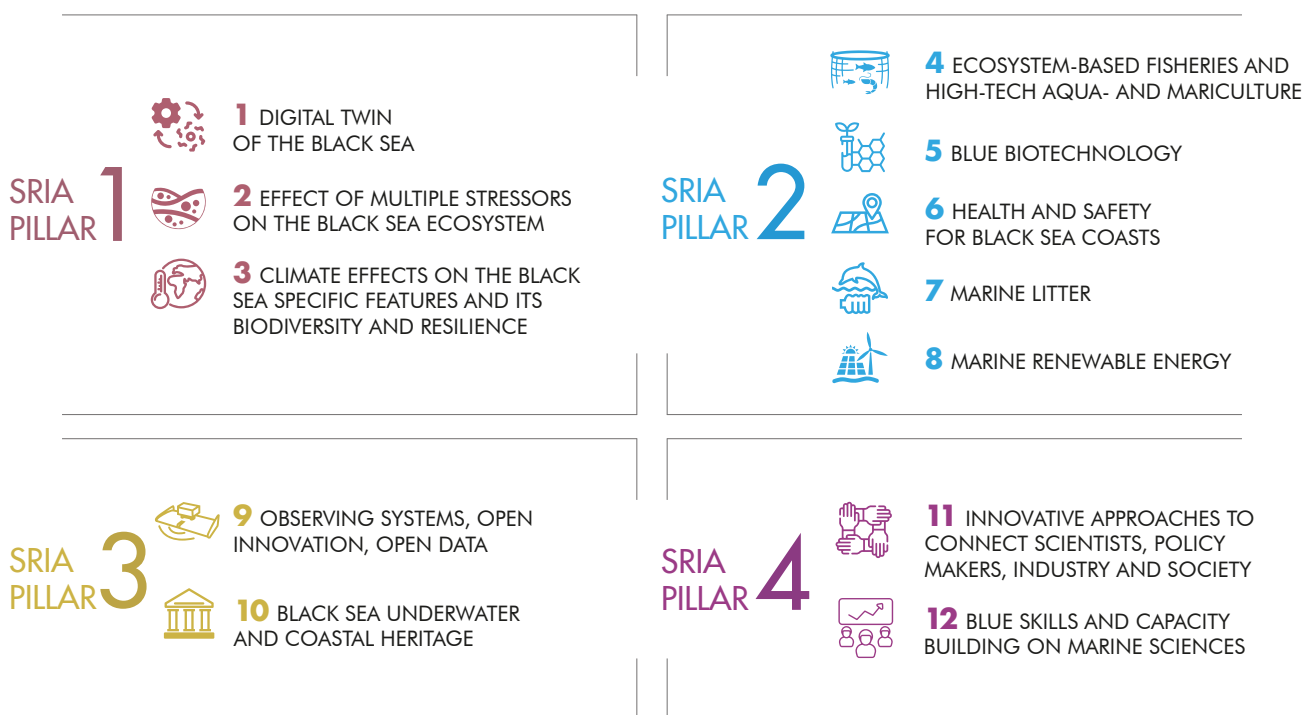 SRIA
PILLAR 1
1 DIGITAL TWIN
OF THE BLACK SEA
2 EFFECT OF MULTIPLE STRESSORS
ON THE BLACK SEA ECOSYSTEM
3 CLIMATE EFFECTS ON THE BLACK
SEA SPECIFIC FEATURES AND ITS
BIODIVERSITY AND RESILIENCE
SRIA
PILLAR 2
4 ECOSYSTEM-BASED FISHERIES AND
HIGH-TECH AQUA- AND MARICULTURE
5 BLUE BIOTECHNOLOGY
6 HEALTH AND SAFETY
FOR BLACK SEA COASTS
7 MARINE LITTER
8 MARINE RENEWABLE ENERGY
SRIA
PILLAR 3
9 OBSERVING SYSTEMS, OPEN
INNOVATION, OPEN DATA
10 BLACK SEA UNDERWATER
AND COASTAL HERITAGE
SRIA
PILLAR 4
11 INNOVATIVE APPROACHES TO
CONNECT SCIENTISTS, POLICY
MAKERS, INDUSTRY AND SOCIETY
12 BLUE SKILLS AND CAPACITY
BUILDING ON MARINE SCIENCES